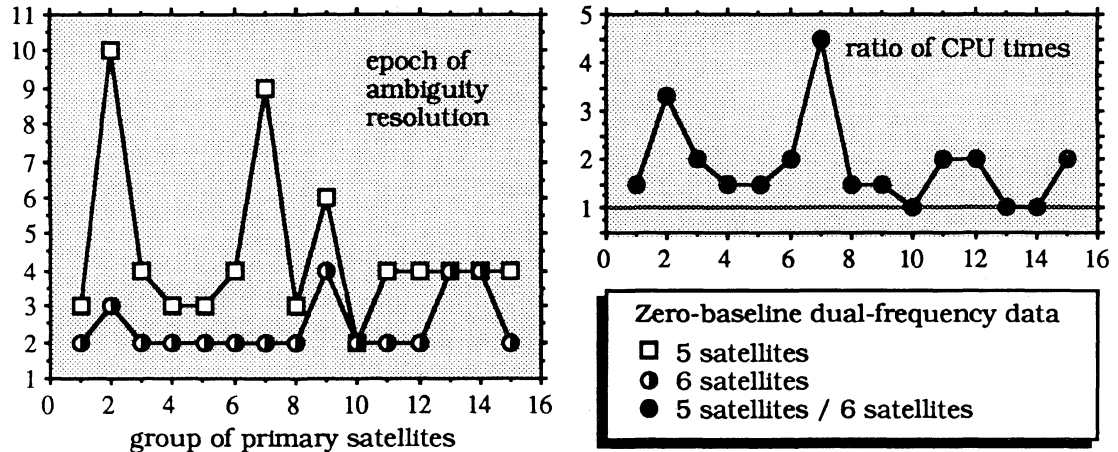 11
10
9
8
7
6
5
4
3
2
1
epoch of
ambiguity
resolution
0 2 4 6 8 10 12 14 16
group of primary satellites
5
4
3
2
1
ratio of CPU times
0 2 4 6 8 10 12 14 16
Zero-baseline dual-frequency data
5 satellites
6 satellites
5 satellites / 6 satellites